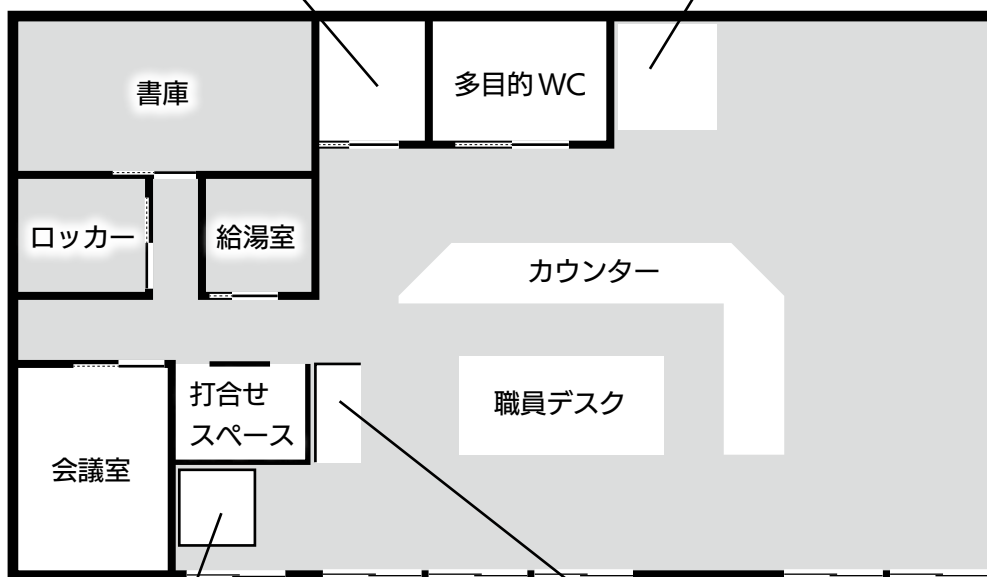 書庫
多目的WC
ロッカー
給湯室
カウンター
打合せ
スペース
職員デスク
会議室